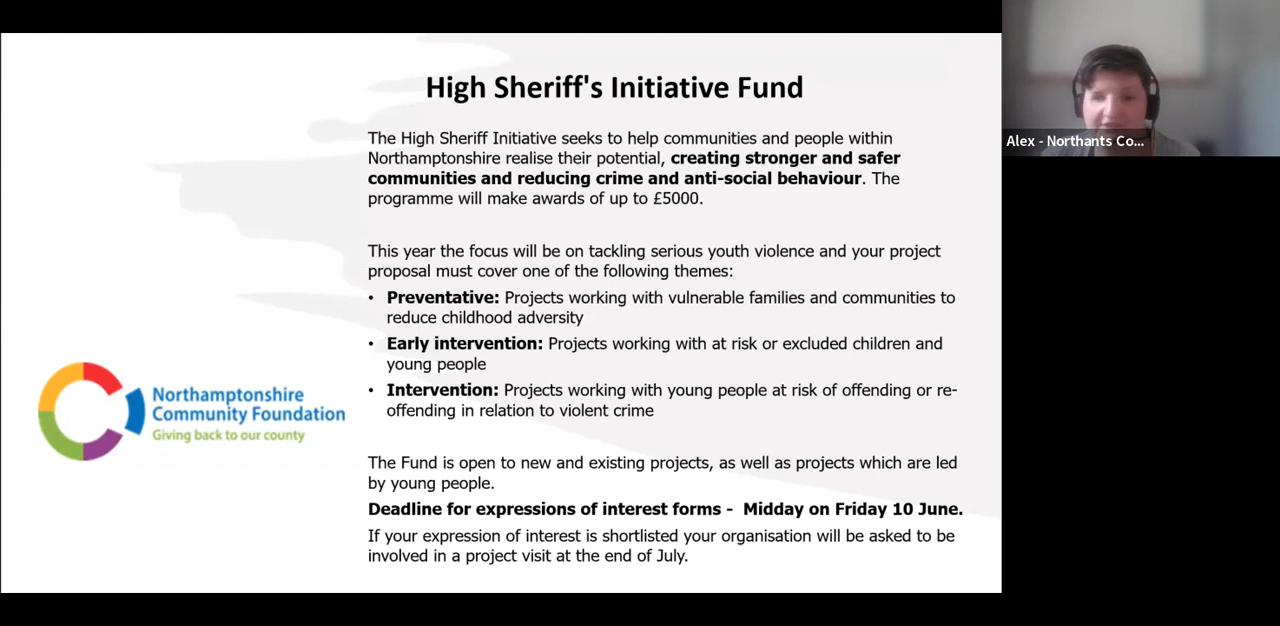 High Sheriff's Initiative Fund
The High Sheriff Initiative seeks to help communities and people within
Northamptonshire realise their potential, creating stronger and safer
communities and reducing crime and anti-social behaviour. The
programme will make awards of up to £5000.
This year the focus will be on tackling serious youth violence and your project
proposal must cover one of the following themes:
• Preventative: Projects working with vulnerable families and communities to
reduce childhood adversity
• Early intervention: Projects working with at risk or excluded children and
young people
• Intervention: Projects working with young people at risk of offending or re-
offending in relation to violent crime
The Fund is open to new and existing projects, as well as projects which are led
by young people.
Deadline for expressions of interest forms - Midday on Friday 10 June.
If your expression of interest is shortlisted your organisation will be asked to be
involved in a project visit at the end of July.
Northamptonshire
Community Foundation
Giving back to our county
Alex - Northants Co...